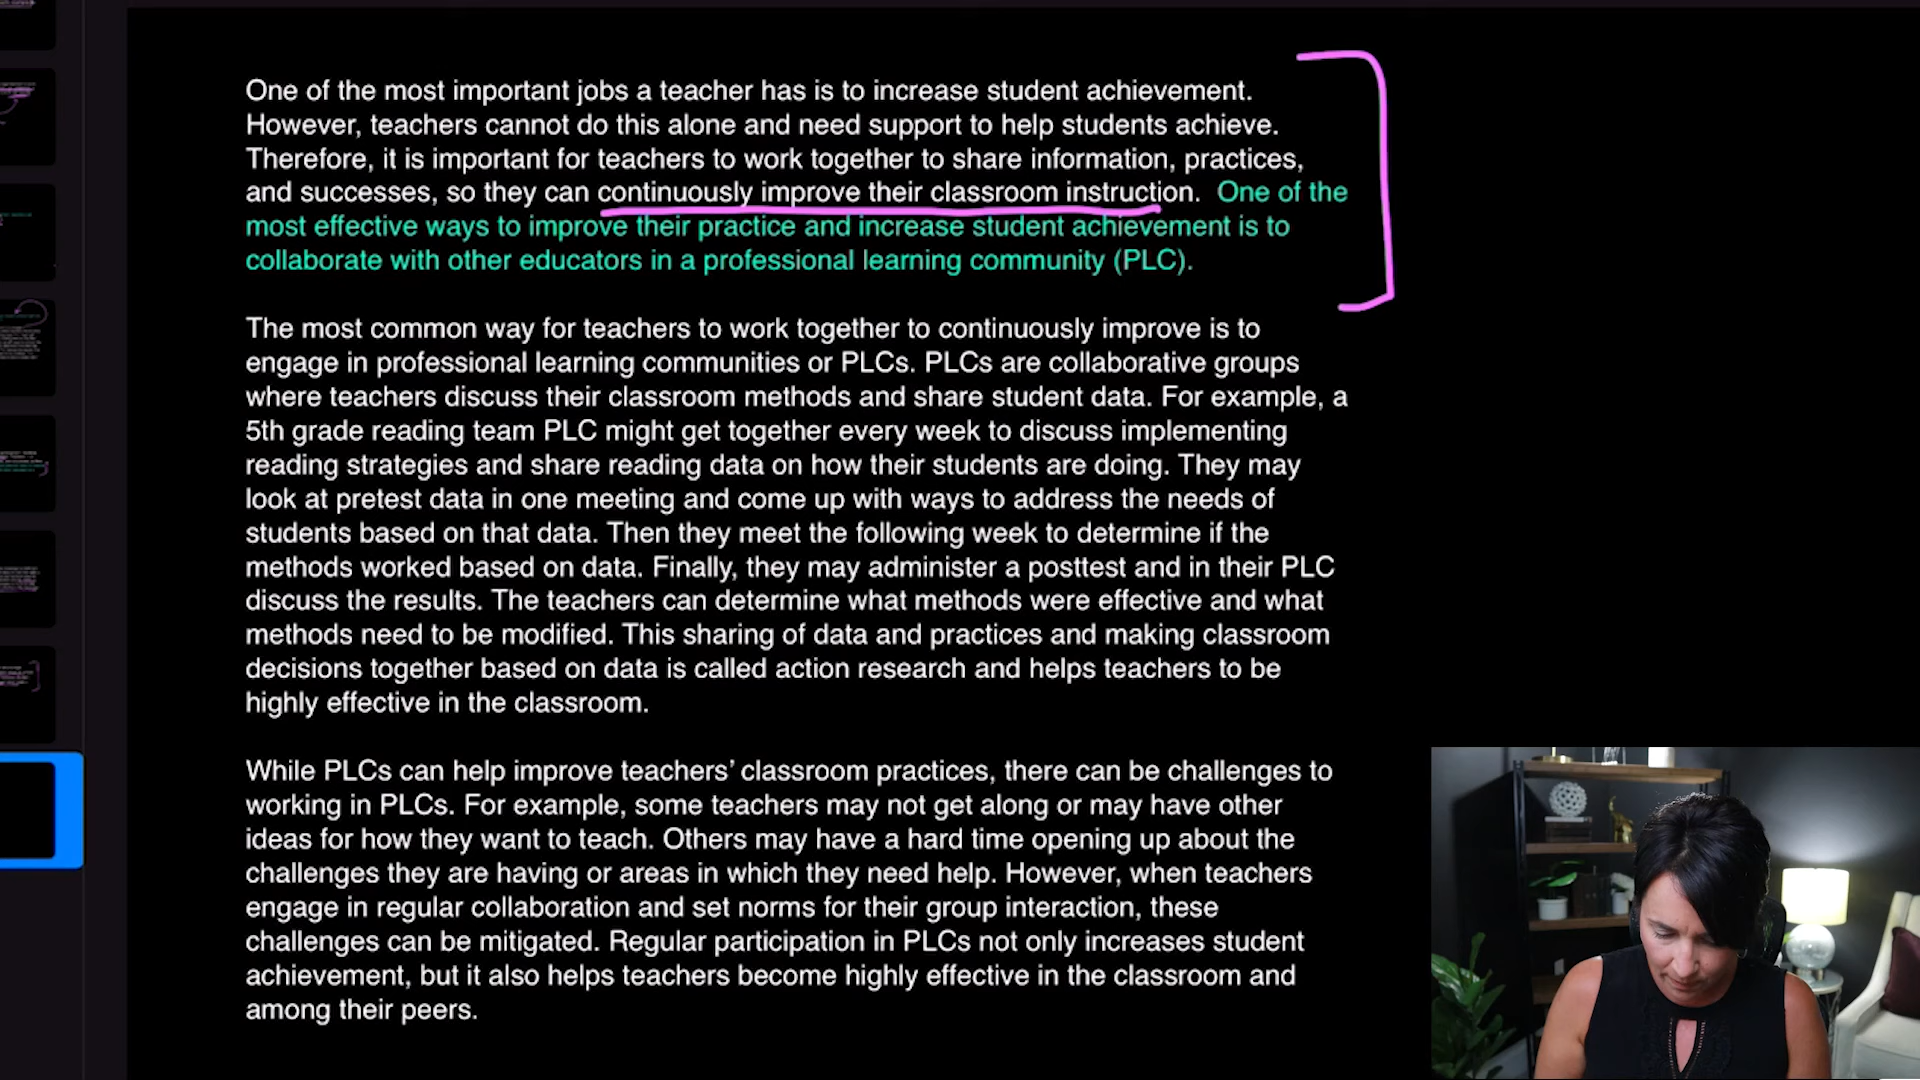 One of the most important jobs a teacher has is to increase student achievement.
However, teachers cannot do this alone and need support to help students achieve.
Therefore, it is important for teachers to work together to share information, practices,
and successes, so they can continuously improve their classroom instruction. One of the
most effective ways to improve their practice and increase student achievement is to
collaborate with other educators in a professional learning community (PLC).
The most common way for teachers to work together to continuously improve is to
engage in professional learning communities or PLCs. PLCs are collaborative groups
where teachers discuss their classroom methods and share student data. For example, a
5th grade reading team PLC might get together every week to discuss implementing
reading strategies and share reading data on how their students are doing. They may
look at pretest data in one meeting and come up with ways to address the needs of
students based on that data. Then they meet the following week to determine if the
methods worked based on data. Finally, they may administer a posttest and in their PLC
discuss the results. The teachers can determine what methods were effective and what
methods need to be modified. This sharing of data and practices and making classroom
decisions together based on data is called action research and helps teachers to be
highly effective in the classroom.
While PLCs can help improve teachers’ classroom practices, there can be challenges to
working in PLCs. For example, some teachers may not get along or may have other
ideas for how they want to teach. Others may have a hard time opening up about the
challenges they are having or areas in which they need help. However, when teachers
engage in regular collaboration and set norms for their group interaction, these
challenges can be mitigated. Regular participation in PLCs not only increases student
achievement, but it also helps teachers become highly effective in the classroom and
among their peers.